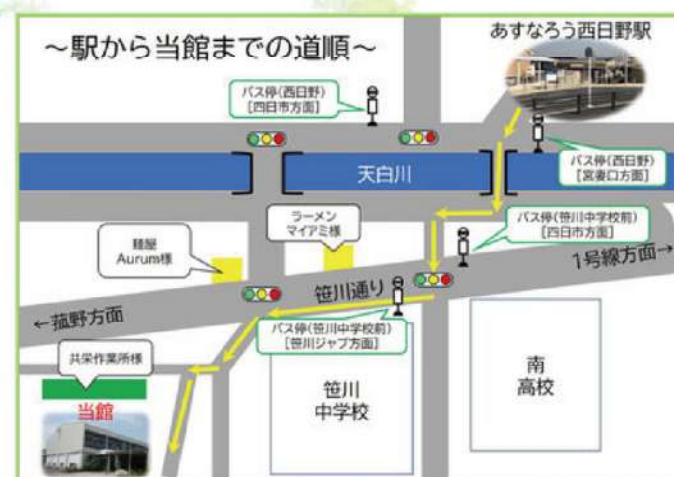 ～駅から当館までの道順～
あすなろう西日野駅
バス停(西日野)
[四日市方面]
天白川
バス停(西日野)
[宮妻口方面]
ラーメン
マイアミ様
バス停(笹川中学校前)
[四日市方面]
麺屋
Aurum様
1号線方面→
笹川通り
←菰野方面
バス停(笹川中学校前)
[笹川ジャブ方面]
共栄作業所様
当館
笹川
中学校
南
高校